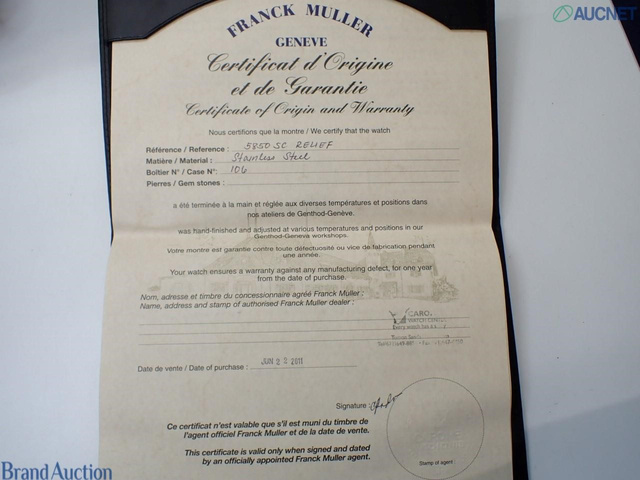 AUCNET
FRANCK MULLER
GENEVE
Certificat d'Origine
et de Garantie
Certificate of Origin and Warranty
Nous certifions que la montre / We certify that the watch
Référence / Reference : 5850 SC RELIEF
Matière / Material : Stainless Steel
Boîtier N° / Case N° : 106
Pierres / Gem stones :
a été terminée à la main et réglée aux diverses températures et positions dans
nos ateliers de Genthod-Genève.
was hand-finished and adjusted at various temperatures and positions in our
Genthod-Geneva workshops.
Votre montre est garantie contre toute défectuosité ou vice de fabrication pendant
une année.
Your watch ensures a warranty against any manufacturing defect, for one year
from the date of purchase.
Nom, adresse et timbre du concessionnaire agréé Franck Muller :
Name, address and stamp of authorised Franck Muller dealer :
WATCH
Date de vente / Date of purchase : JUN 02 2011
Signature :
Ce certificat n'est valable que s'il est muni du timbre de
l'agent officiel Franck Muller et de la date de vente.
This certificate is valid only when signed and dated
by an officially appointed Franck Muller agent.
Stamp of agent :
Brand Auction